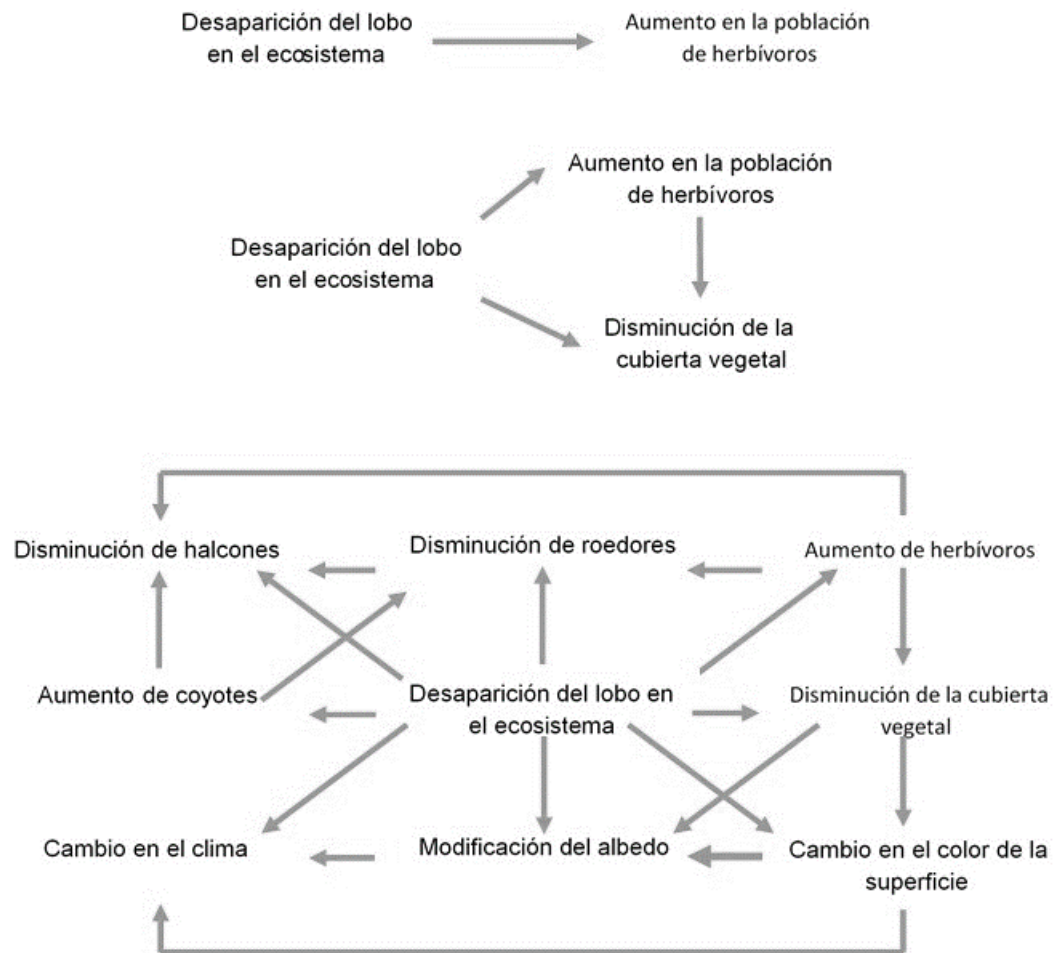 Desaparición del lobo
en el ecosistema
Aumento en la población
de herbívoros
Aumento en la población
de herbívoros
Desaparición del lobo
en el ecosistema
Disminución de la
cubierta vegetal
Disminución de halcones
Disminución de roedores
Aumento de herbívoros
Aumento de coyotes
Desaparición del lobo en
el ecosistema
Disminución de la cubierta
vegetal
Cambio en el clima
Modificación del albedo
Cambio en el color de la
superficie